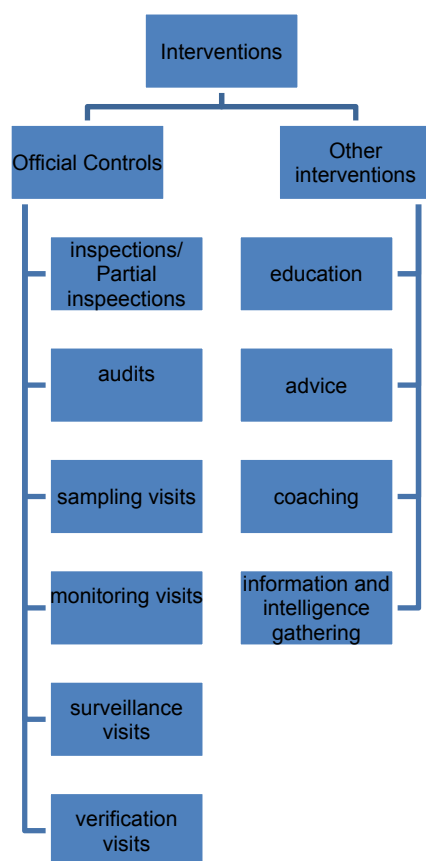 Interventions
Official Controls
Other
interventions
inspections/
Partial
inspeections
education
audits
advice
sampling visits
coaching
monitoring visits
information and
intelligence
gathering
surveillance
visits
verification
visits